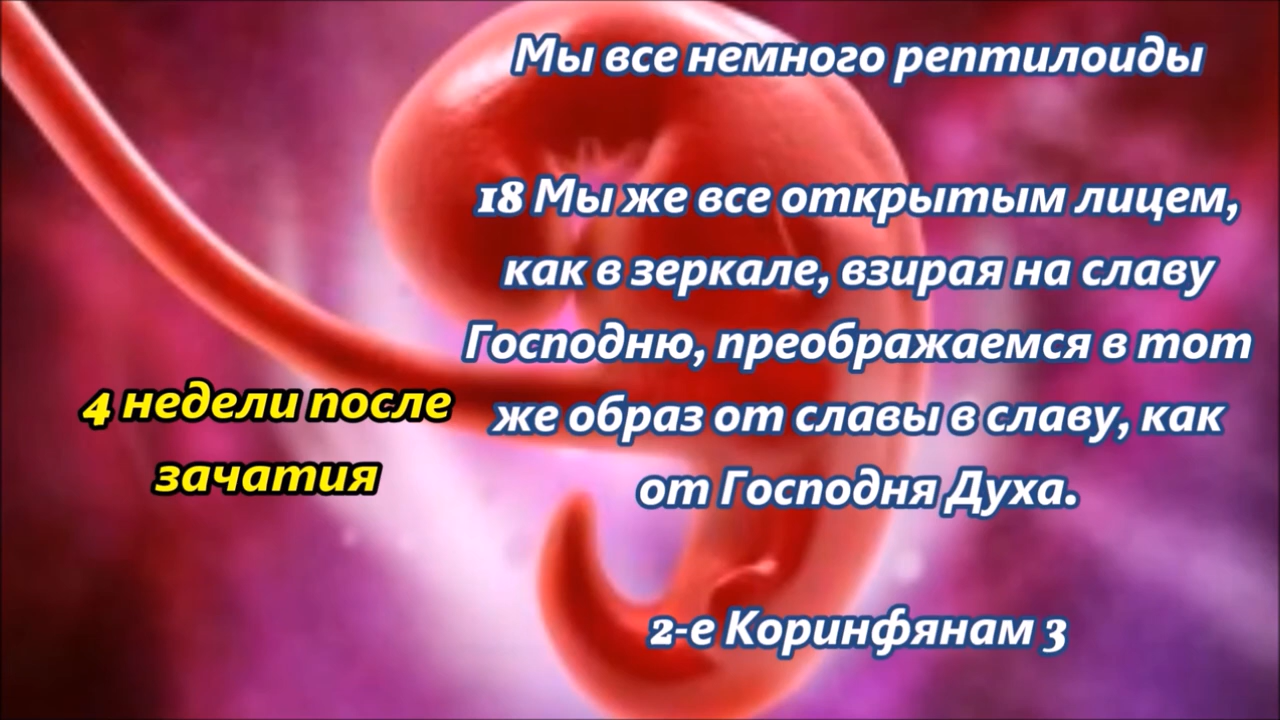 Мы все немного рептилоиды
18 Мы же все открытым лицем,
как в зеркале, взирая на славу
Господню, преображаемся в тот
же образ от славы в славу, как
от Господня Духа.
2-е Коринфянам 3
4 недели после
зачатия